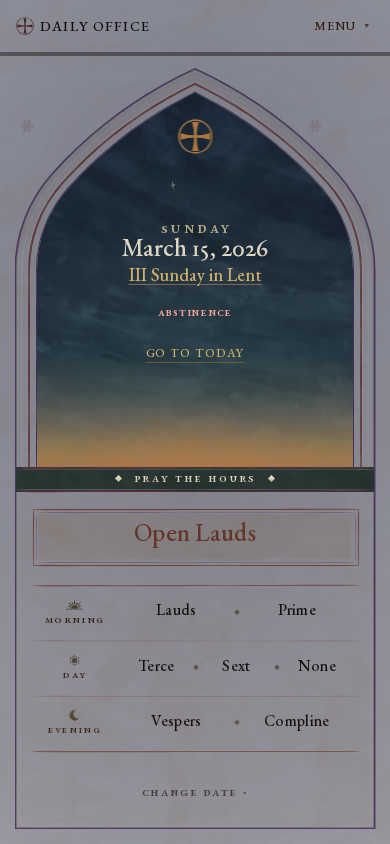 DAILY OFFICE
MENU
SUNDAY
March 15, 2026
III Sunday in Lent
ABSTINENCE
GO TO TODAY
PRAY THE HOURS
Open Lauds
MORNING
Lauds
Prime
DAY
Terce
Sext
None
EVENING
Vespers
Compline
CHANGE DATE